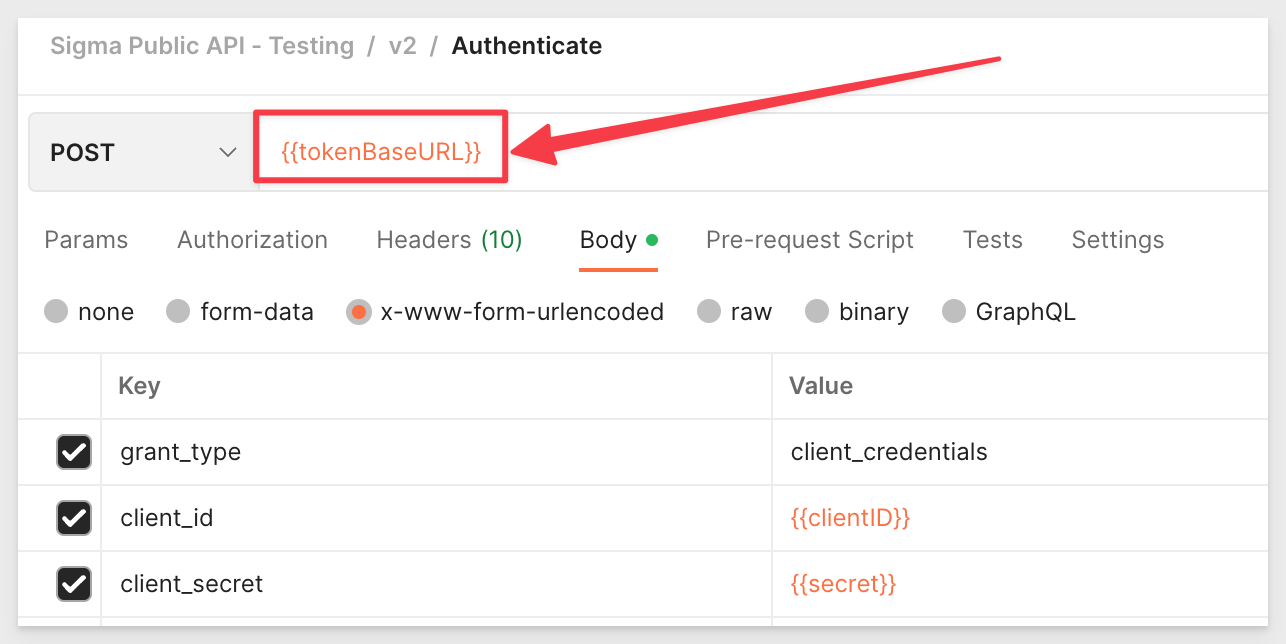 Sigma Public API - Testing / v2 / Authenticate
POST {{tokenBaseURL}}
Params Authorization Headers (10) Body Pre-request Script Tests Settings
none form-data x-www-form-urlencoded raw binary GraphQL
Key Value
grant_type client_credentials
client_id {{clientID}}
client_secret {{secret}}